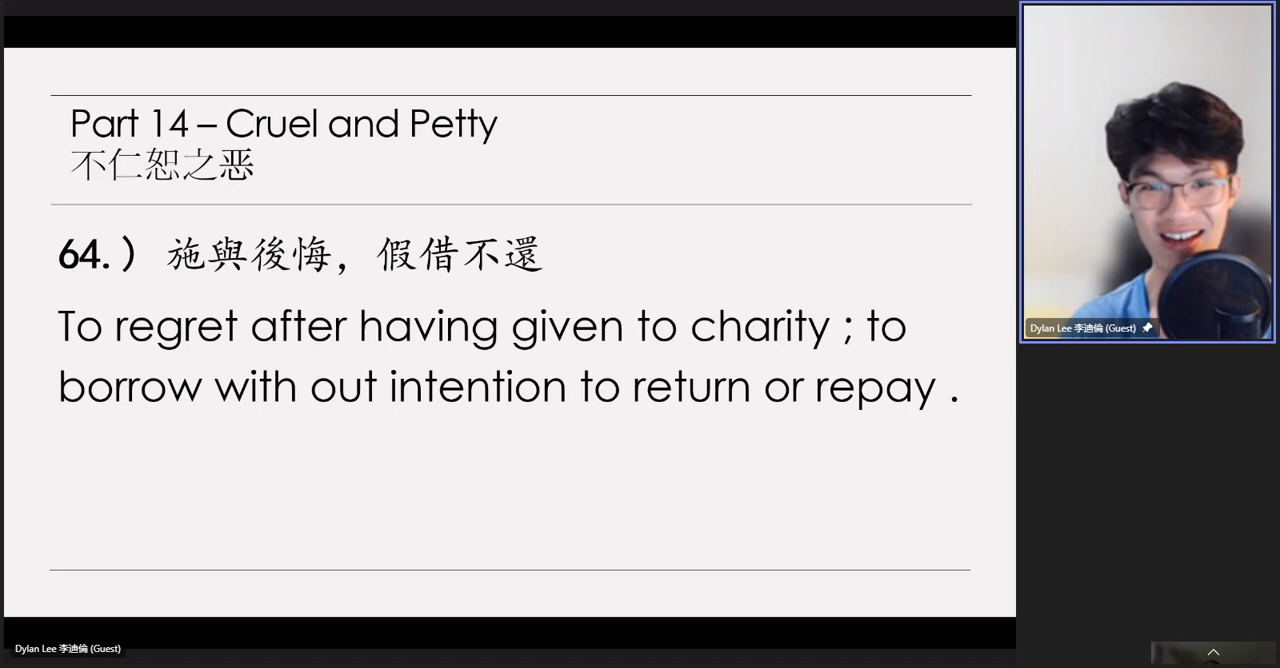 Part 14 – Cruel and Petty
不仁恕之恶
64. ) 施與後悔，假借不還
To regret after having given to charity ; to
borrow with out intention to return or repay .
Dylan Lee 李迪倫 (Guest)
Dylan Lee 李迪倫 (Guest)